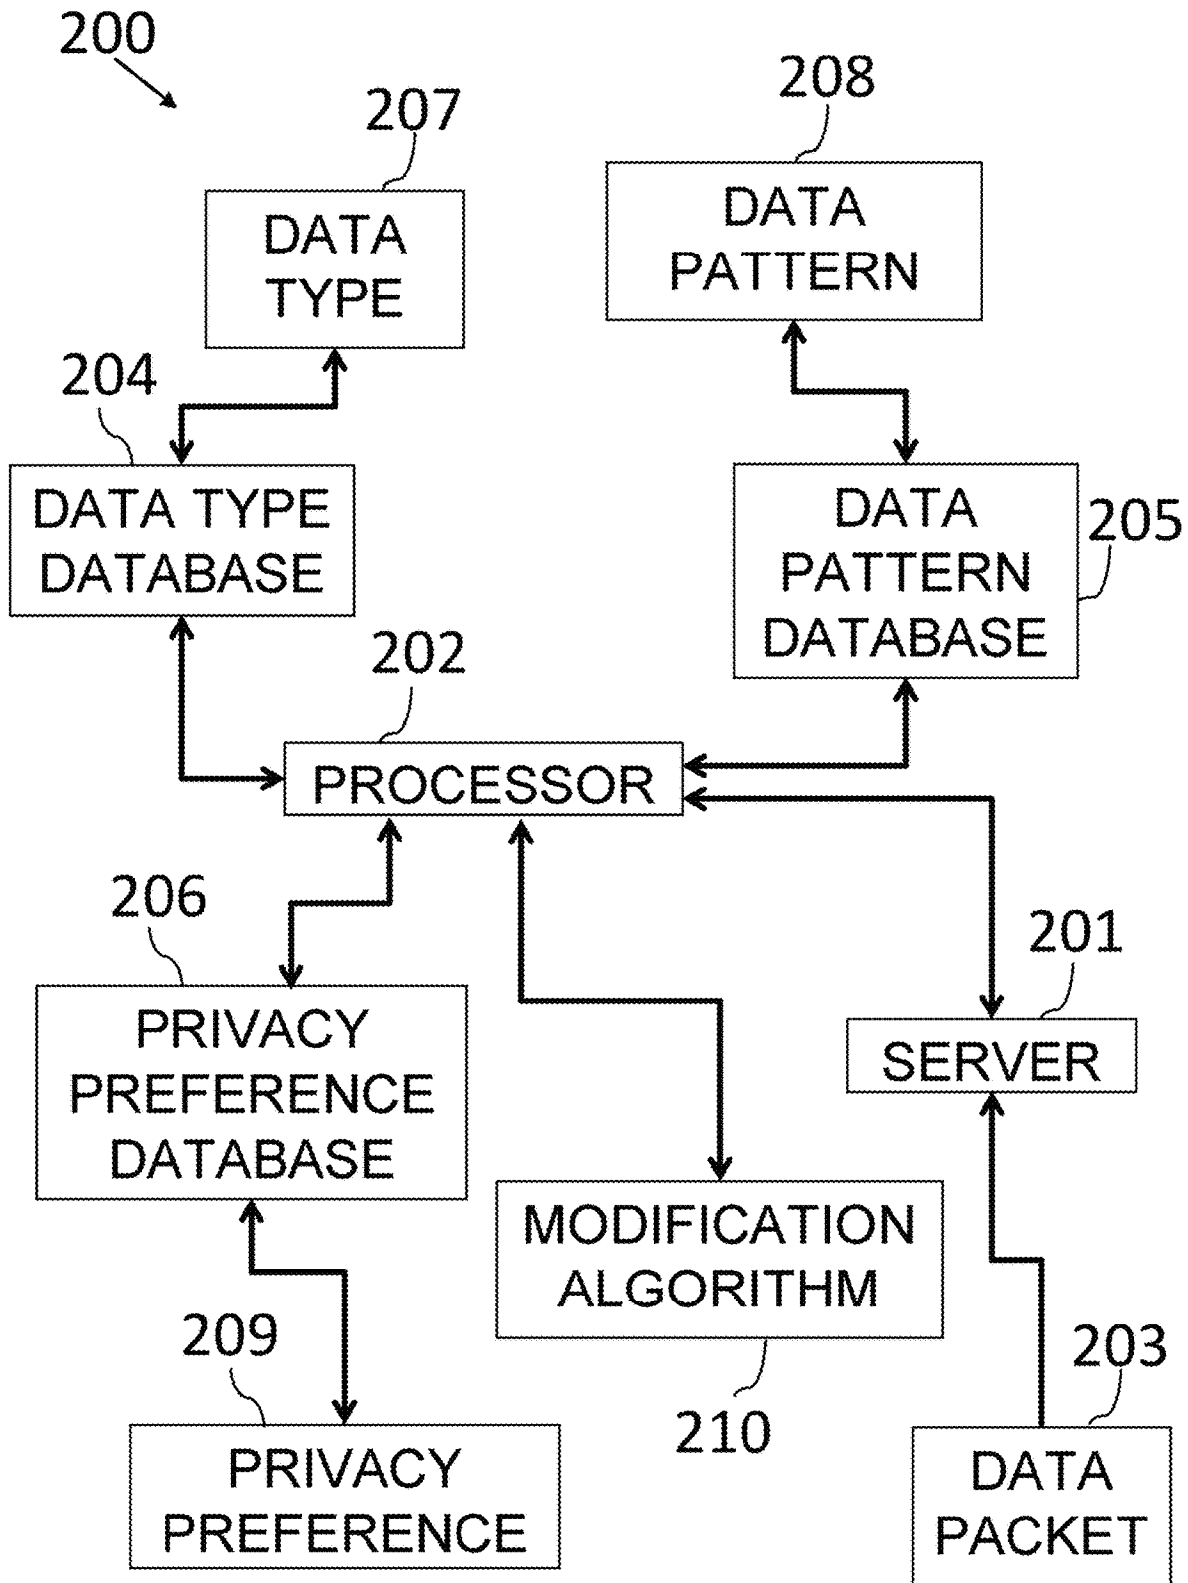 200
207
208
DATA
TYPE
DATA
PATTERN
204
DATA TYPE
DATABASE
DATA
PATTERN
DATABASE
205
202
PROCESSOR
206
201
PRIVACY
PREFERENCE
DATABASE
SERVER
MODIFICATION
ALGORITHM
209
210
203
PRIVACY
PREFERENCE
DATA
PACKET